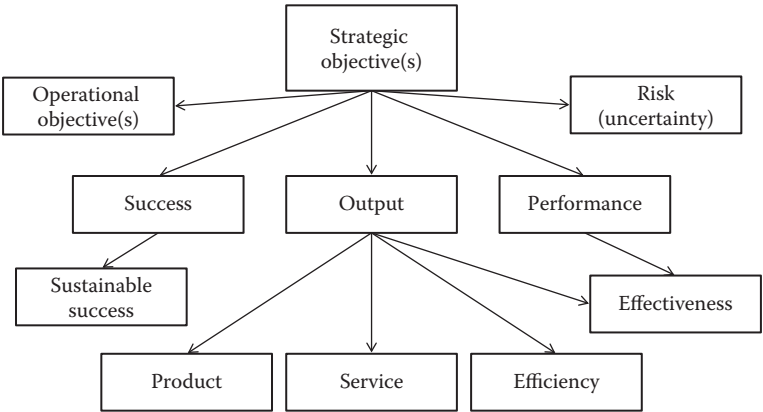 Strategic
objective(s)
Operational
objective(s)
Risk
(uncertainty)
Success
Output
Performance
Sustainable
success
Effectiveness
Product
Service
Efficiency